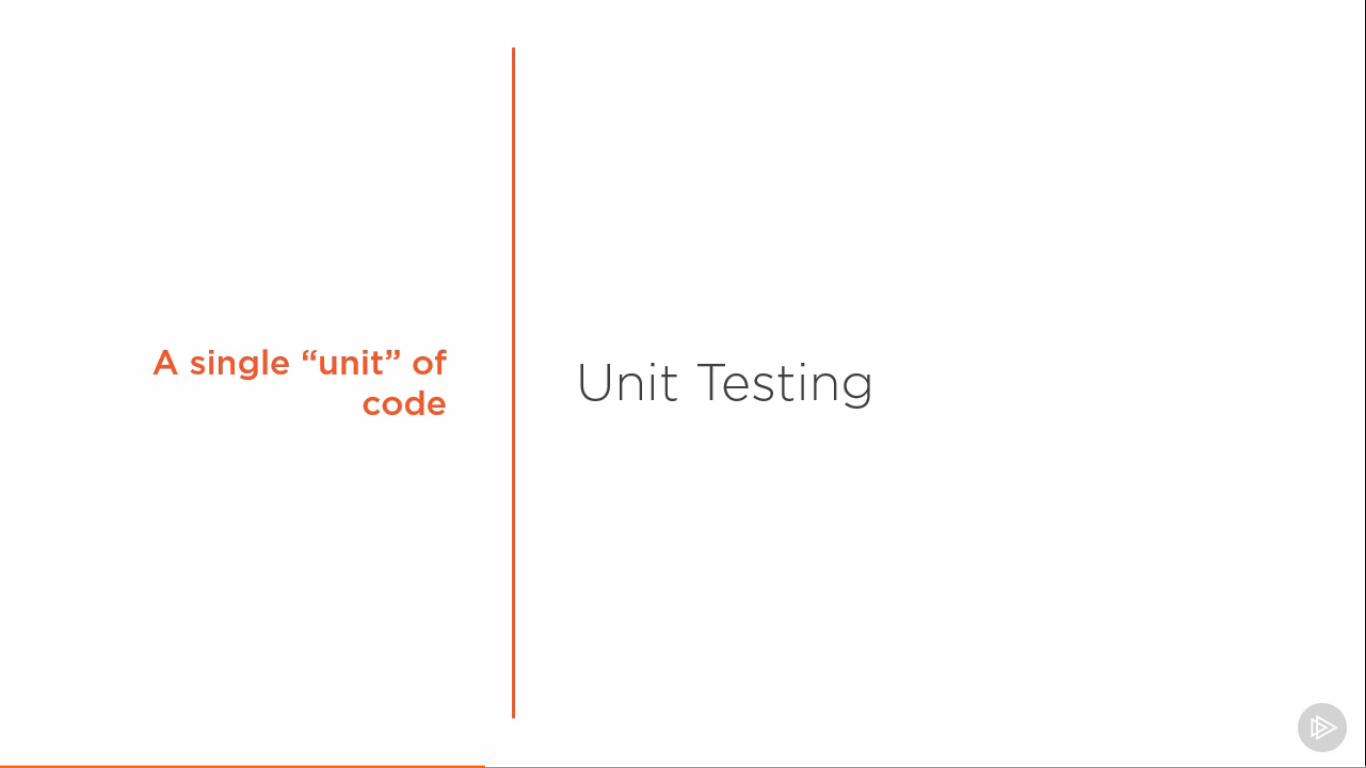 A single “unit” of
code
Unit Testing